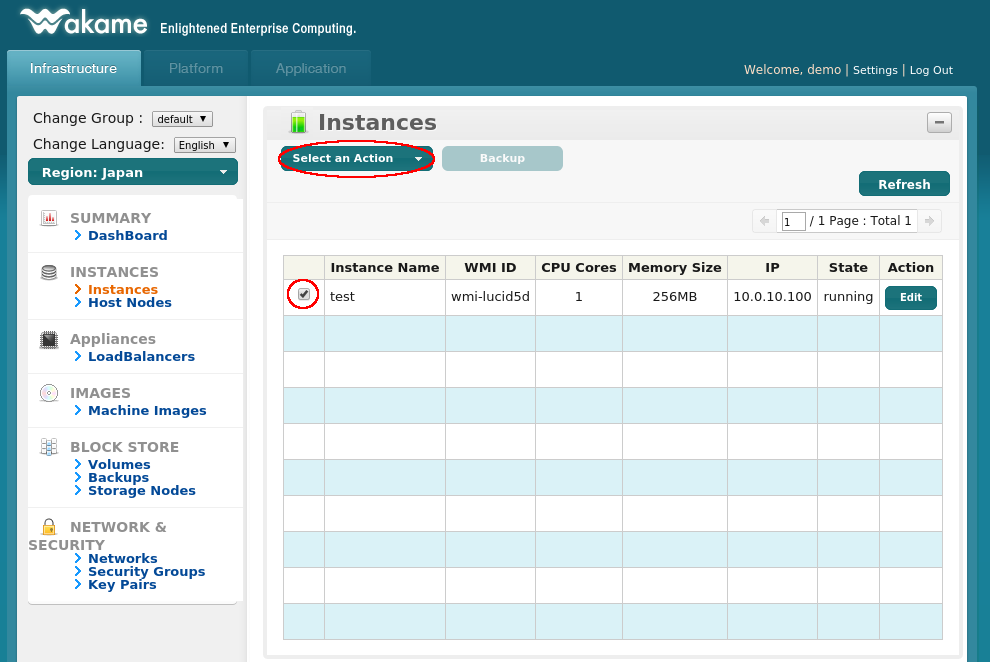 Wakame Enlightened Enterprise Computing.
Infrastructure Platform Application
Welcome, demo | Settings | Log Out
Change Group : default ▼
Change Language: English ▼
Region: Japan
SUMMARY
DashBoard
INSTANCES
Instances
Host Nodes
Appliances
LoadBalancers
IMAGES
Machine Images
BLOCK STORE
Volumes
Backups
Storage Nodes
NETWORK &
SECURITY
Networks
Security Groups
Key Pairs
Instances
Select an Action Backup
Refresh
1 / 1 Page : Total 1
Instance Name WMI ID CPU Cores Memory Size IP State Action
test wmi-lucid5d 1 256MB 10.0.10.100 running Edit